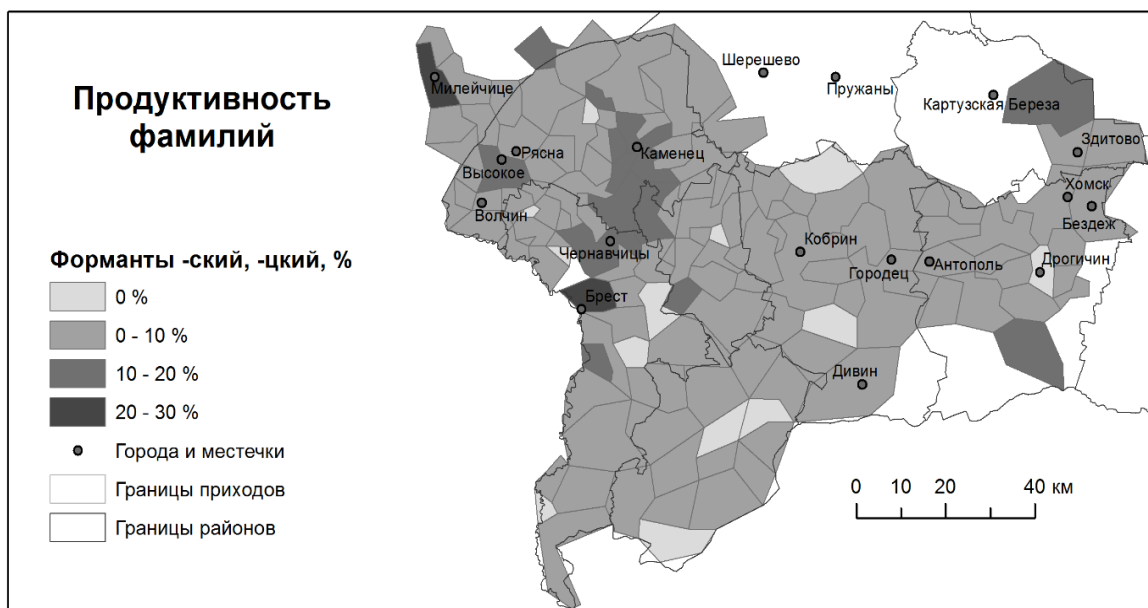 Продуктивность
фамилий
Форманты -ский, -цкий, %
0 %
0 - 10 %
10 - 20 %
20 - 30 %
Города и местечки
Границы приходов
Границы районов
Шерешево
Пружаны
Милейчице
Картузская Береза
Здитово
Рясна
Каменец
Высокое
Хомск
Волчин
Бездеж
Чернавчицы
Кобрин
Городец
Антополь
Дрогичин
Брест
Дивин
0 10 20 40 км